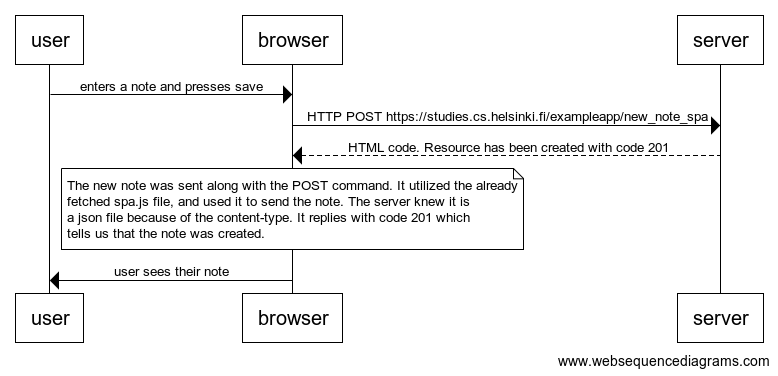 user browser server
enters a note and presses save
HTTP POST https://studies.cs.helsinki.fi/exampleapp/new_note_spa
HTML code. Resource has been created with code 201
The new note was sent along with the POST command. It utilized the already
fetched spa.js file, and used it to send the note. The server knew it is
a json file because of the content-type. It replies with code 201 which
tells us that the note was created.
user sees their note
user browser server
www.websequencediagrams.com